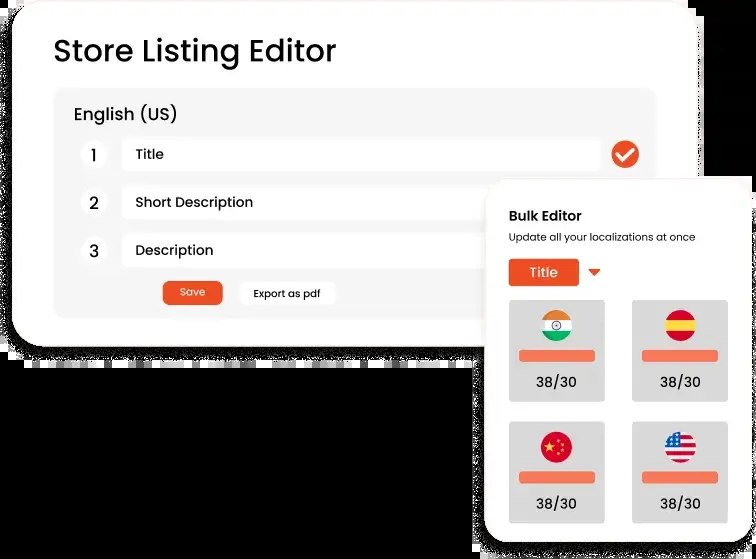 Store Listing Editor
English (US)
1 Title
2 Short Description
3 Description
Save Export as pdf
Bulk Editor
Update all your localizations at once
Title
38/30 38/30
38/30 38/30